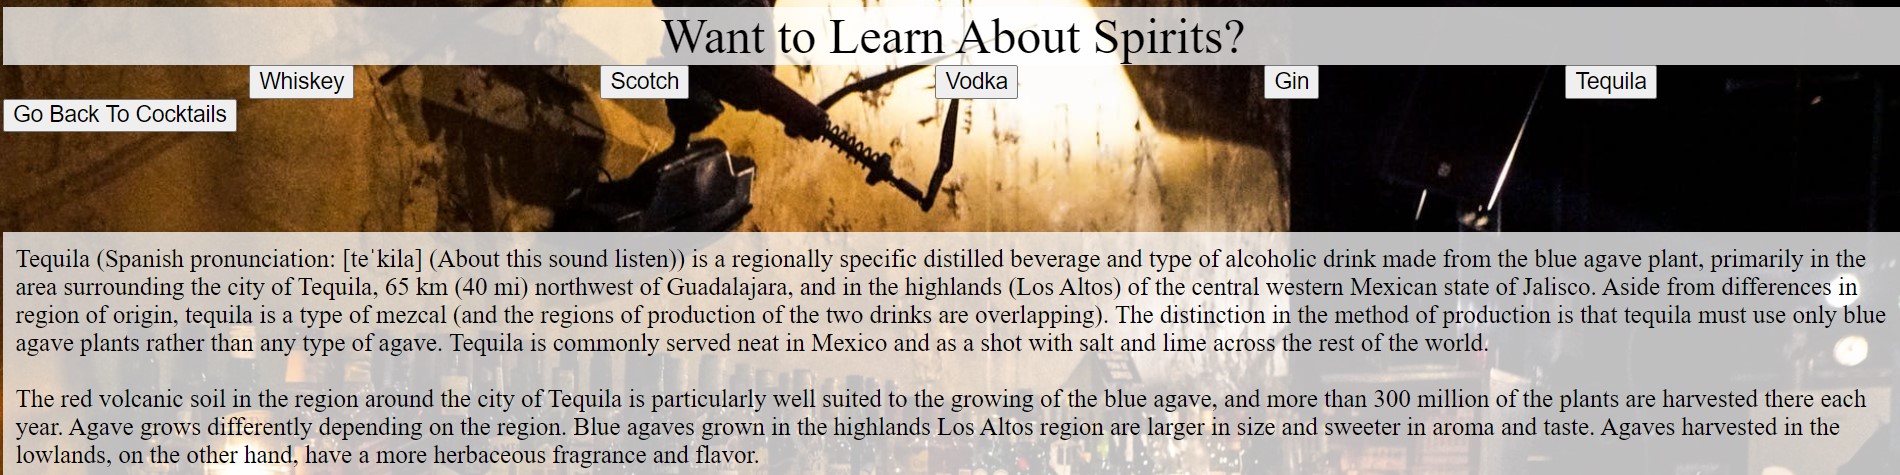 Want to Learn About Spirits?
Whiskey Scotch Vodka Gin Tequila
Go Back To Cocktails
Tequila (Spanish pronunciation: [teˈkila] (About this sound listen)) is a regionally specific distilled beverage and type of alcoholic drink made from the blue agave plant, primarily in the
area surrounding the city of Tequila, 65 km (40 mi) northwest of Guadalajara, and in the highlands (Los Altos) of the central western Mexican state of Jalisco. Aside from differences in
region of origin, tequila is a type of mezcal (and the regions of production of the two drinks are overlapping). The distinction in the method of production is that tequila must use only blue
agave plants rather than any type of agave. Tequila is commonly served neat in Mexico and as a shot with salt and lime across the rest of the world.
The red volcanic soil in the region around the city of Tequila is particularly well suited to the growing of the blue agave, and more than 300 million of the plants are harvested there each
year. Agave grows differently depending on the region. Blue agaves grown in the highlands Los Altos region are larger in size and sweeter in aroma and taste. Agaves harvested in the
lowlands, on the other hand, have a more herbaceous fragrance and flavor.